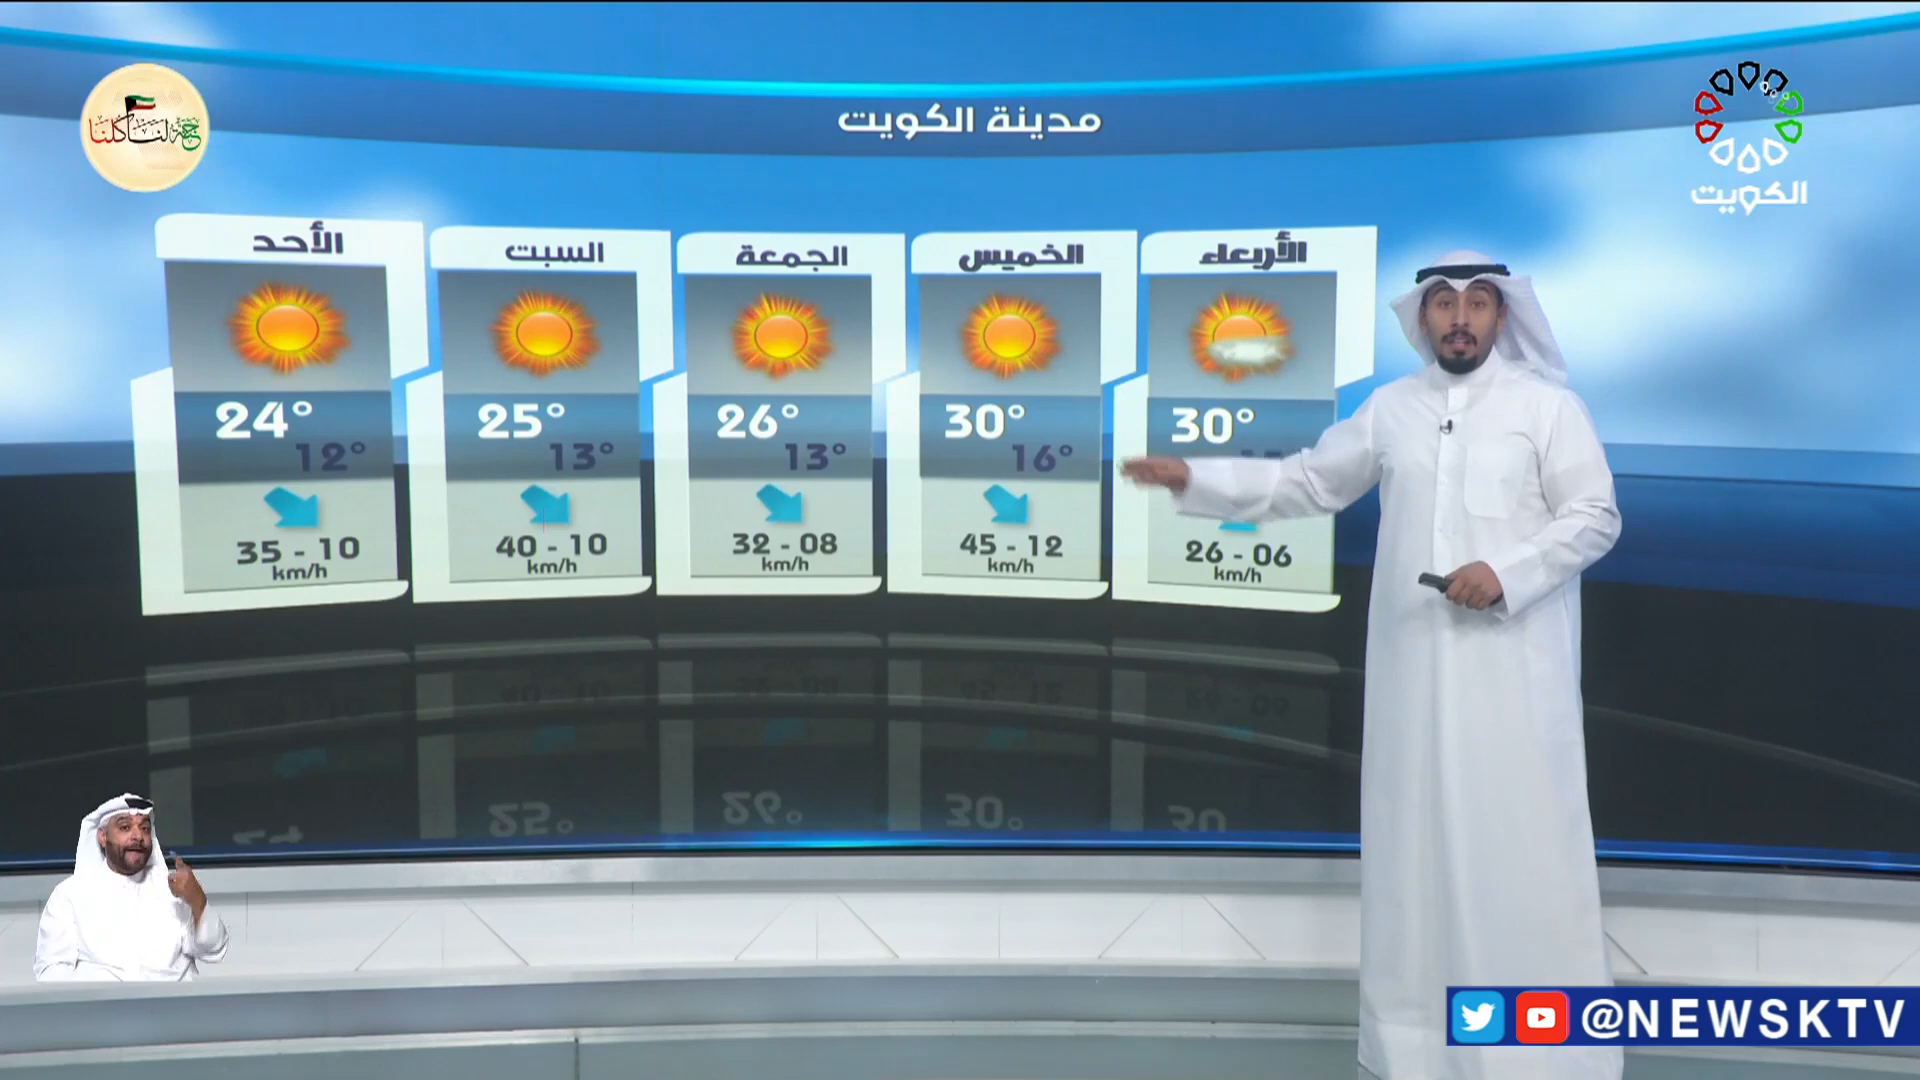 مدينة الكويت
الكويت
الأربعاء
30°
26 - 06
km/h
الخميس
30°
16°
45 - 12
km/h
الجمعة
26°
13°
32 - 08
km/h
السبت
25°
13°
40 - 10
km/h
الأحد
24°
12°
35 - 10
km/h
@NEWSKTV